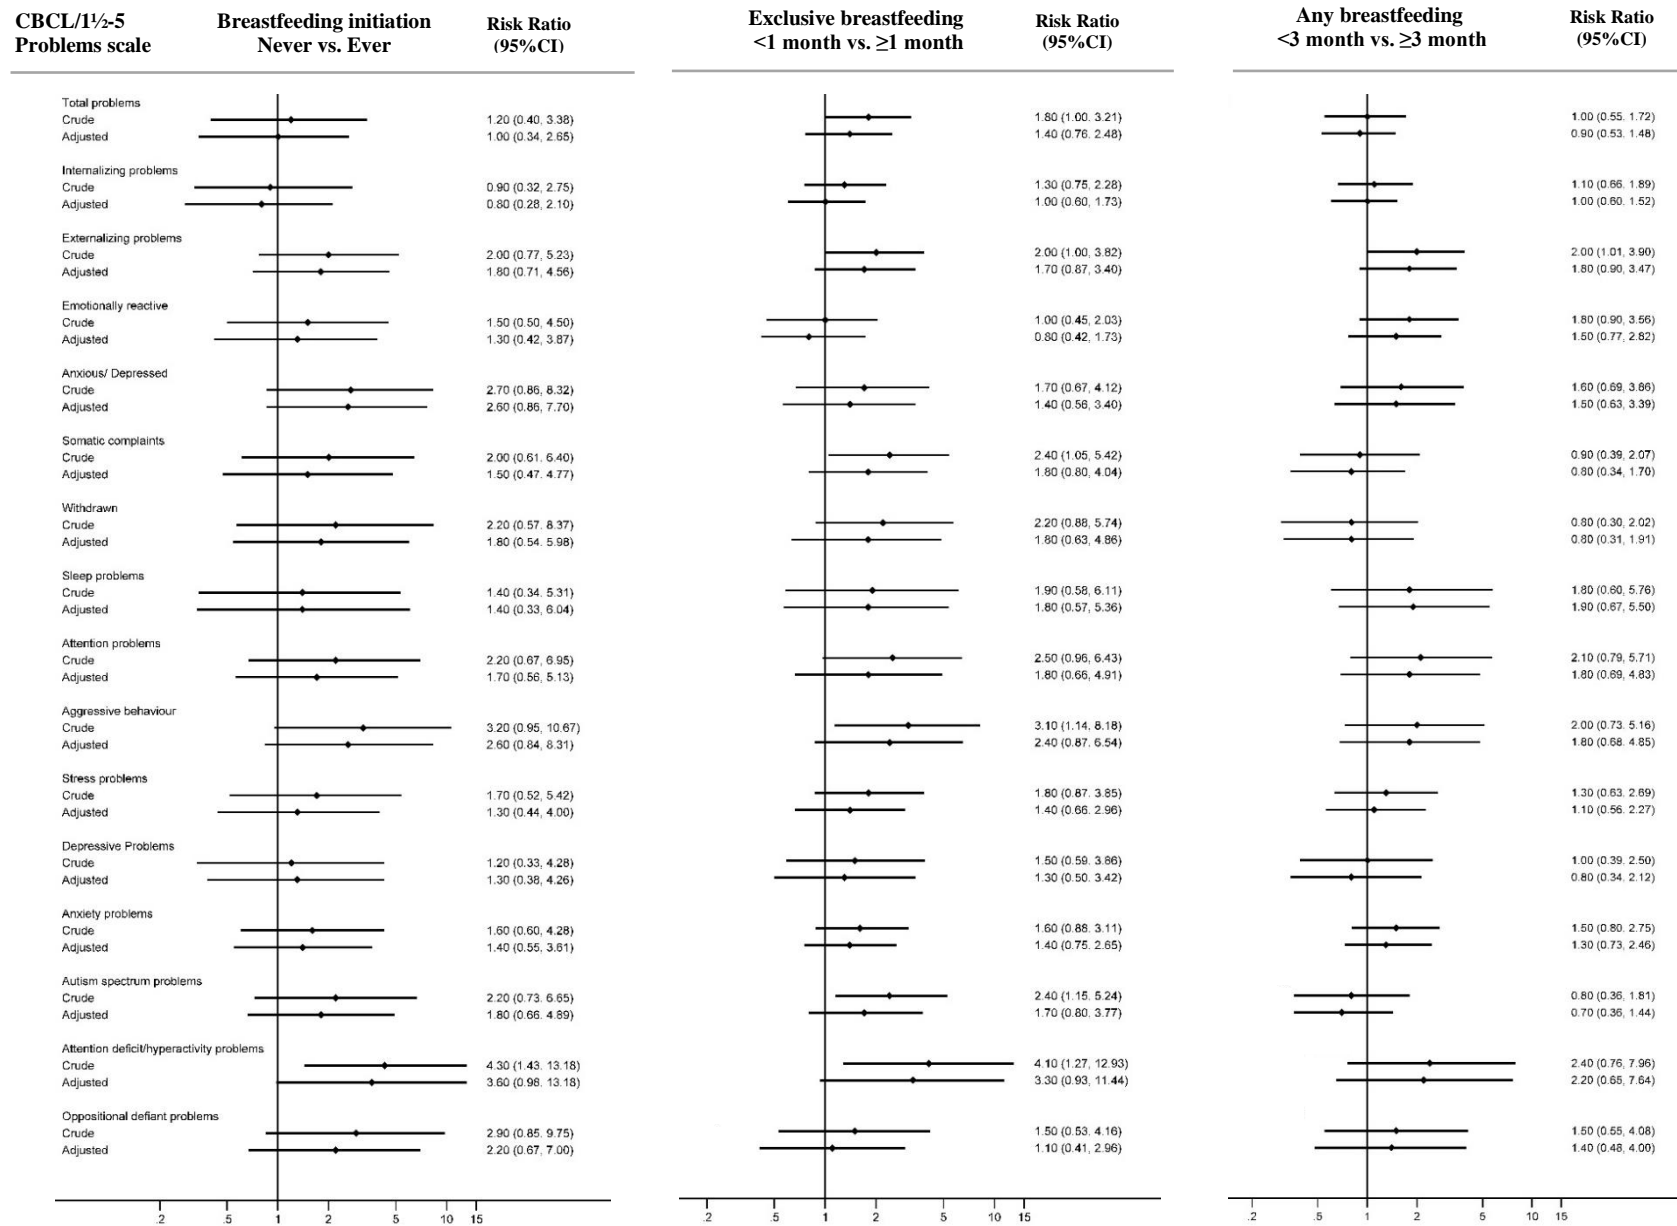 CBCL/1½-5
Problems scale
Breastfeeding initiation
Never vs. Ever
Risk Ratio
(95%CI)
Exclusive breastfeeding
<1 month vs. ≥1 month
Risk Ratio
(95%CI)
Any breastfeeding
<3 month vs. ≥3 month
Risk Ratio
(95%CI)
Total problems
Crude 1.20 (0.40, 3.38) 1.80 (1.00, 3.21) 1.00 (0.55, 1.72)
Adjusted 1.00 (0.34, 2.65) 1.40 (0.76, 2.48) 0.90 (0.53, 1.48)
Internalizing problems
Crude 0.90 (0.32, 2.75) 1.30 (0.75, 2.28) 1.10 (0.66, 1.89)
Adjusted 0.80 (0.28, 2.10) 1.00 (0.60, 1.73) 1.00 (0.60, 1.52)
Externalizing problems
Crude 2.00 (0.77, 5.23) 2.00 (1.00, 3.82) 2.00 (1.01, 3.90)
Adjusted 1.80 (0.71, 4.56) 1.70 (0.87, 3.40) 1.80 (0.90, 3.47)
Emotionally reactive
Crude 1.50 (0.50, 4.50) 1.00 (0.45, 2.03) 1.80 (0.90, 3.56)
Adjusted 1.30 (0.42, 3.87) 0.80 (0.42, 1.73) 1.50 (0.77, 2.82)
Anxious/ Depressed
Crude 2.70 (0.86, 8.32) 1.70 (0.67, 4.12) 1.60 (0.69, 3.86)
Adjusted 2.60 (0.86, 7.70) 1.40 (0.56, 3.40) 1.50 (0.63, 3.39)
Somatic complaints
Crude 2.00 (0.61, 6.40) 2.40 (1.05, 5.42) 0.90 (0.39, 2.07)
Adjusted 1.50 (0.47, 4.77) 1.80 (0.80, 4.04) 0.80 (0.34, 1.70)
Withdrawn
Crude 2.20 (0.57, 8.37) 2.20 (0.88, 5.74) 0.80 (0.30, 2.02)
Adjusted 1.80 (0.54, 5.98) 1.80 (0.63, 4.86) 0.80 (0.31, 1.91)
Sleep problems
Crude 1.40 (0.34, 5.31) 1.90 (0.58, 6.11) 1.80 (0.60, 5.76)
Adjusted 1.40 (0.33, 6.04) 1.80 (0.57, 5.36) 1.90 (0.67, 5.50)
Attention problems
Crude 2.20 (0.67, 6.95) 2.50 (0.96, 6.43) 2.10 (0.79, 5.71)
Adjusted 1.70 (0.56, 5.13) 1.80 (0.66, 4.91) 1.80 (0.69, 4.83)
Aggressive behaviour
Crude 3.20 (0.95, 10.67) 3.10 (1.14, 8.18) 2.00 (0.73, 5.16)
Adjusted 2.60 (0.84, 8.31) 2.40 (0.87, 6.54) 1.80 (0.68, 4.85)
Stress problems
Crude 1.70 (0.52, 5.42) 1.80 (0.87, 3.85) 1.30 (0.63, 2.69)
Adjusted 1.30 (0.44, 4.00) 1.40 (0.66, 2.96) 1.10 (0.56, 2.27)
Depressive Problems
Crude 1.20 (0.33, 4.28) 1.50 (0.59, 3.86) 1.00 (0.39, 2.50)
Adjusted 1.30 (0.38, 4.26) 1.30 (0.50, 3.42) 0.80 (0.34, 2.12)
Anxiety problems
Crude 1.60 (0.60, 4.28) 1.60 (0.88, 3.11) 1.50 (0.80, 2.75)
Adjusted 1.40 (0.55, 3.61) 1.40 (0.75, 2.65) 1.30 (0.73, 2.46)
Autism spectrum problems
Crude 2.20 (0.73, 6.65) 2.40 (1.15, 5.24) 0.80 (0.36, 1.81)
Adjusted 1.80 (0.66, 4.89) 1.70 (0.80, 3.77) 0.70 (0.36, 1.44)
Attention deficit/hyperactivity problems
Crude 4.30 (1.43, 13.18) 4.10 (1.27, 12.93) 2.40 (0.76, 7.96)
Adjusted 3.60 (0.98, 13.18) 3.30 (0.93, 11.44) 2.20 (0.65, 7.64)
Oppositional defiant problems
Crude 2.90 (0.85, 9.75) 1.50 (0.53, 4.16) 1.50 (0.55, 4.08)
Adjusted 2.20 (0.67, 7.00) 1.10 (0.41, 2.96) 1.40 (0.48, 4.00)
.2 .5 1 2 5 10 15
.2 .5 1 2 5 10 15
.2 .5 1 2 5 10 15